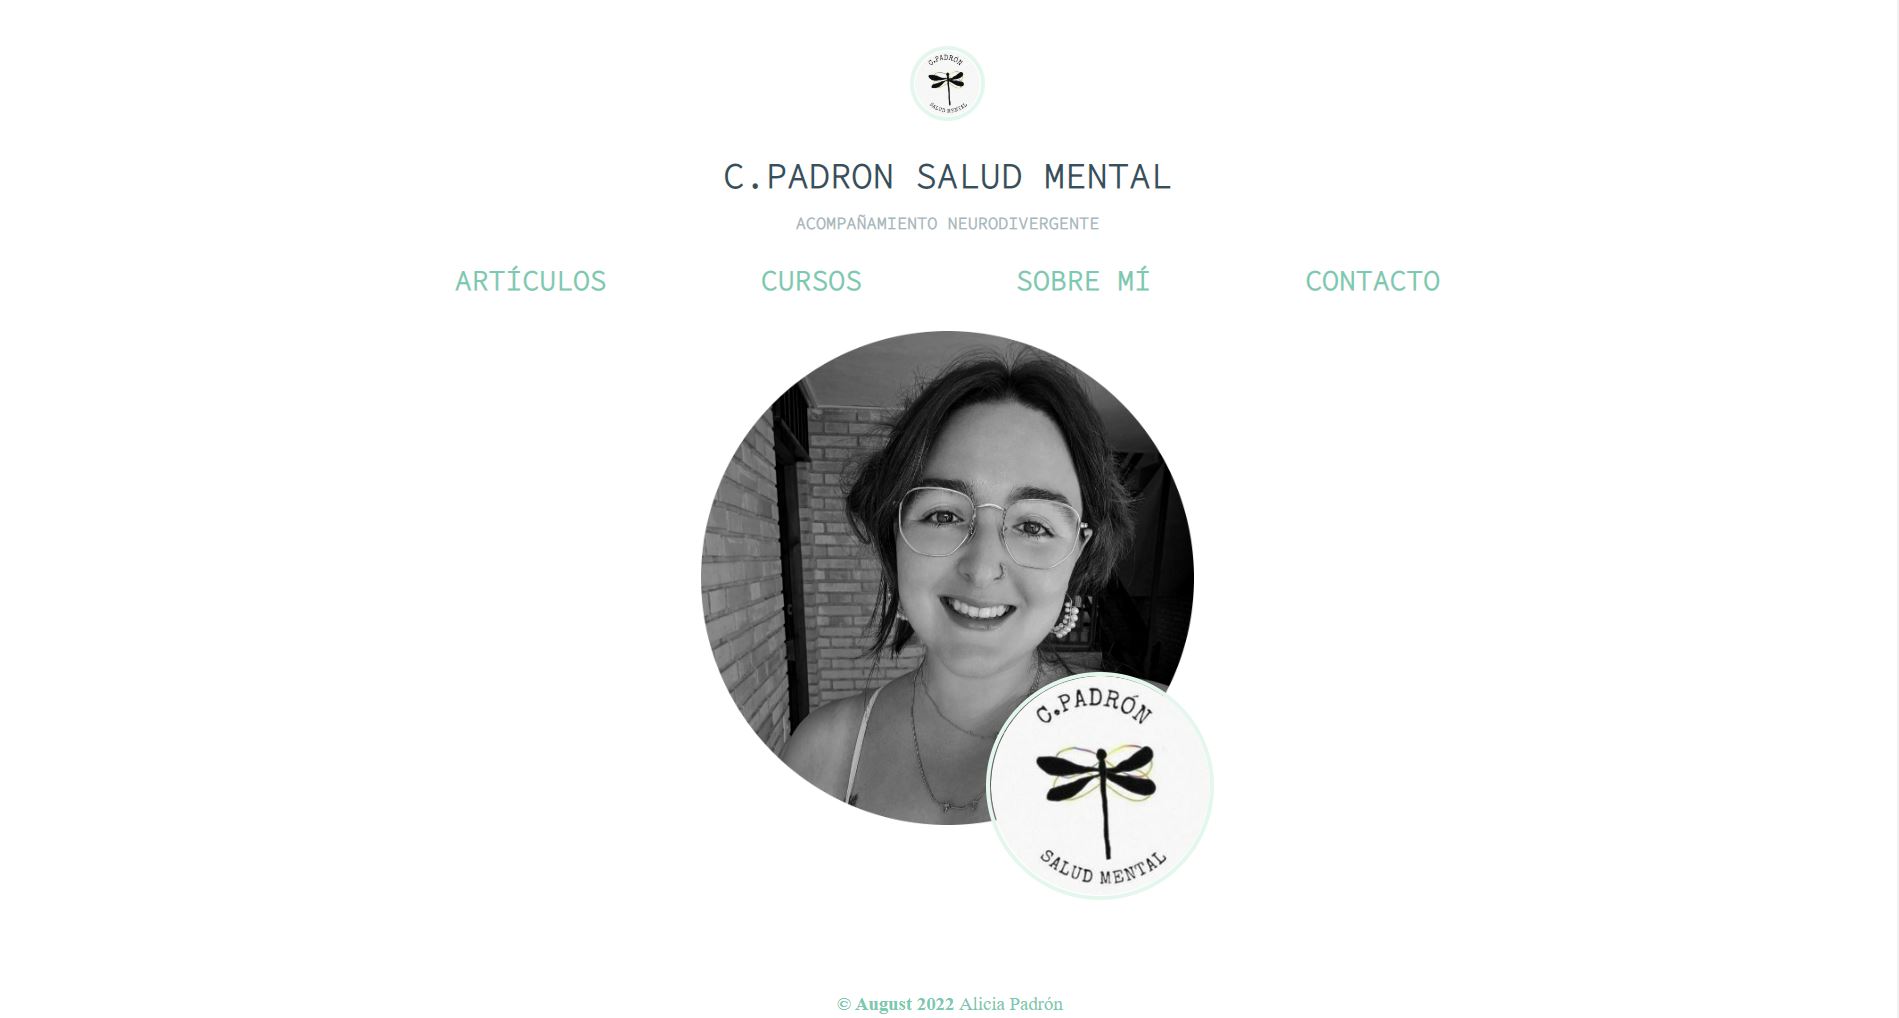 C.PADRÓN
SALUD MENTAL
C.PADRON SALUD MENTAL
ACOMPAÑAMIENTO NEURODIVERGENTE
ARTÍCULOS CURSOS SOBRE MÍ CONTACTO
C.PADRÓN
SALUD MENTAL
© August 2022 Alicia Padrón